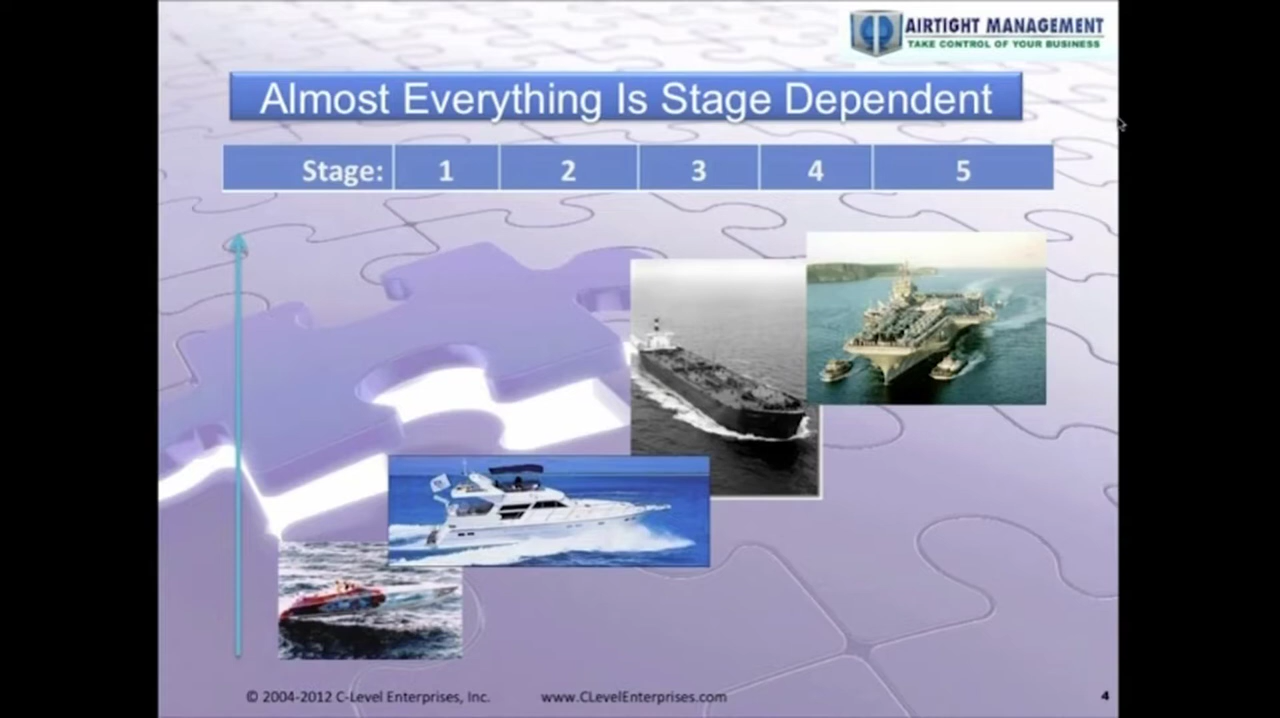 AIRTIGHT MANAGEMENT
TAKE CONTROL OF YOUR BUSINESS
Almost Everything Is Stage Dependent
Stage: 1 2 3 4 5
© 2004-2012 C-Level Enterprises, Inc. www.CLevelEnterprises.com 4